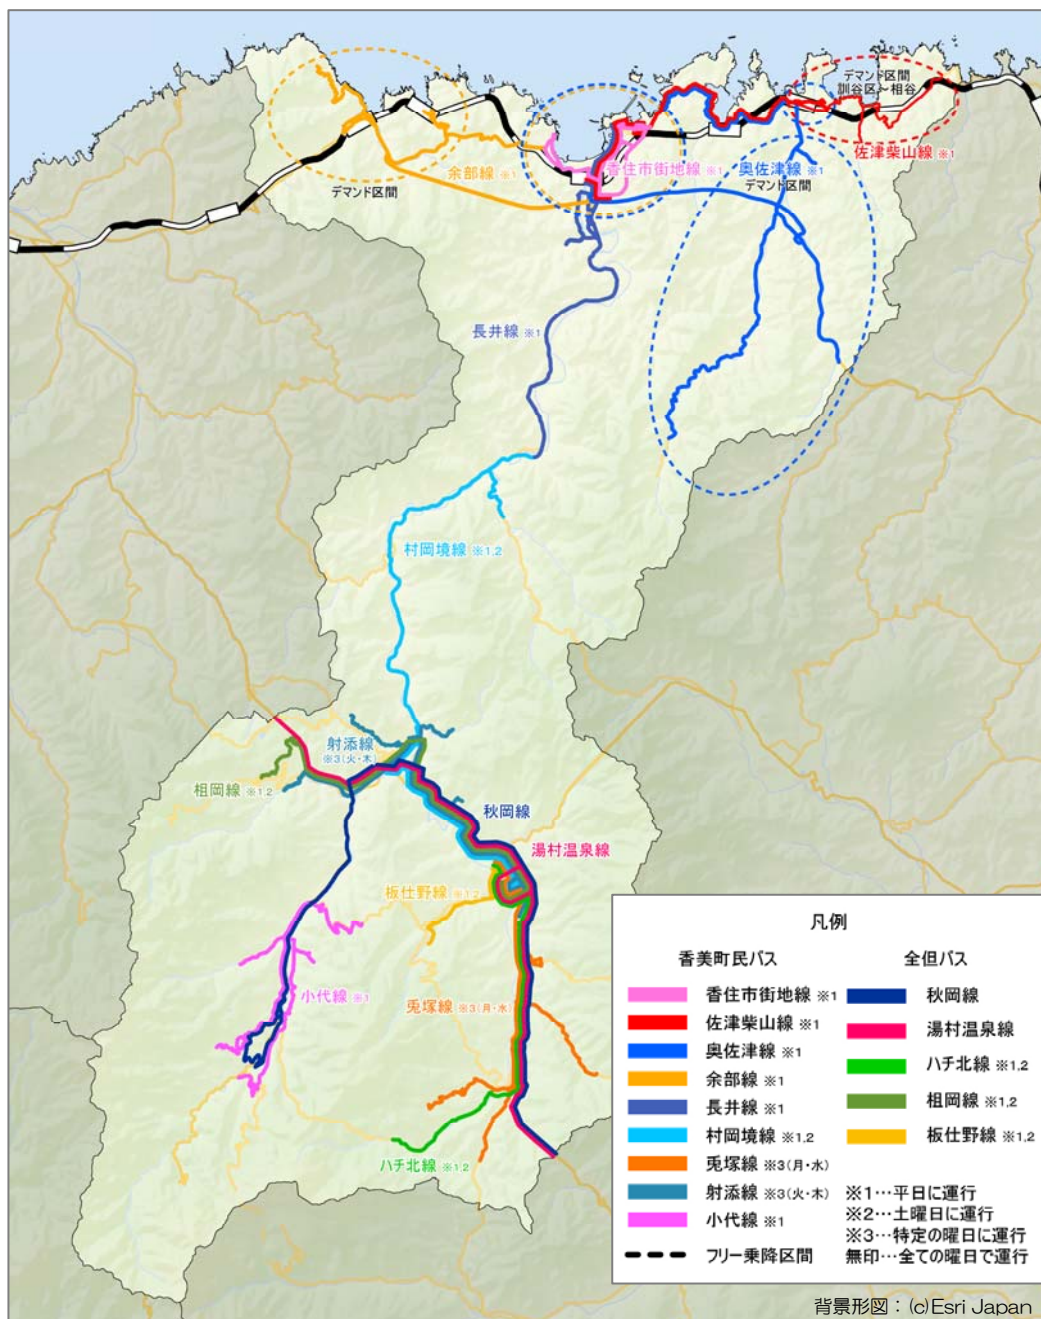 デマンド区間
訓谷区～相谷
佐津柴山線 ※1
余部線 ※1
デマンド区間
香住市街地線 ※1
奥佐津線 ※1
デマンド区間
長井線 ※1
村岡境線 ※1,2
射添線
※3(火・木)
祖岡線 ※1,2
秋岡線
湯村温泉線
板仕野線 ※1,2
小代線 ※1
兎塚線 ※3(月・水)
ハチ北線 ※1,2
凡例
香美町民バス
香住市街地線 ※1
佐津柴山線 ※1
奥佐津線 ※1
余部線 ※1
長井線 ※1
村岡境線 ※1,2
兎塚線 ※3(月・水)
射添線 ※3(火・木)
小代線 ※1
フリー乗降区間
全但バス
秋岡線
湯村温泉線
ハチ北線 ※1,2
祖岡線 ※1,2
板仕野線 ※1,2
※1…平日に運行
※2…土曜日に運行
※3…特定の曜日に運行
無印…全ての曜日で運行
背景形図：(c)Esri Japan